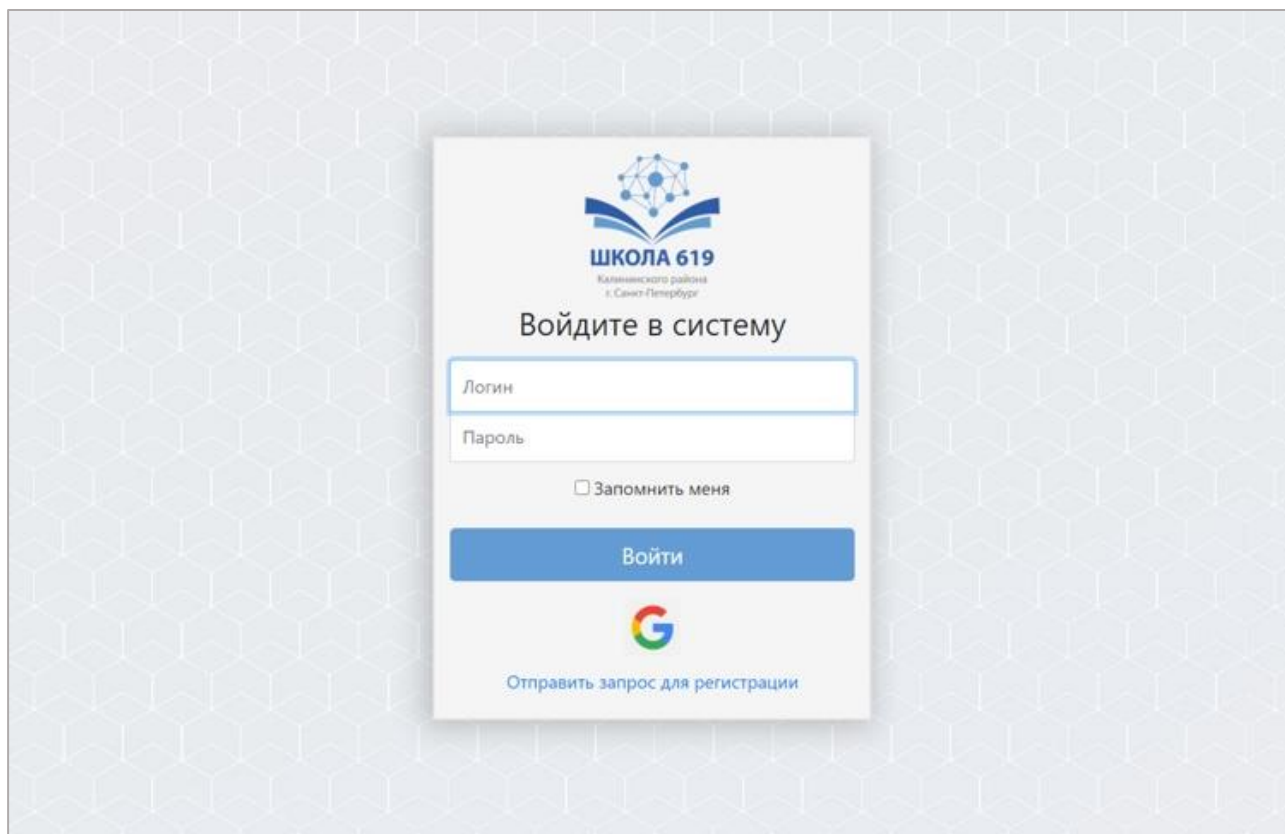 ШКОЛА 619
Калининского района
г. Санкт-Петербург
Войдите в систему
Логин
Пароль
Запомнить меня
Войти
Отправить запрос для регистрации